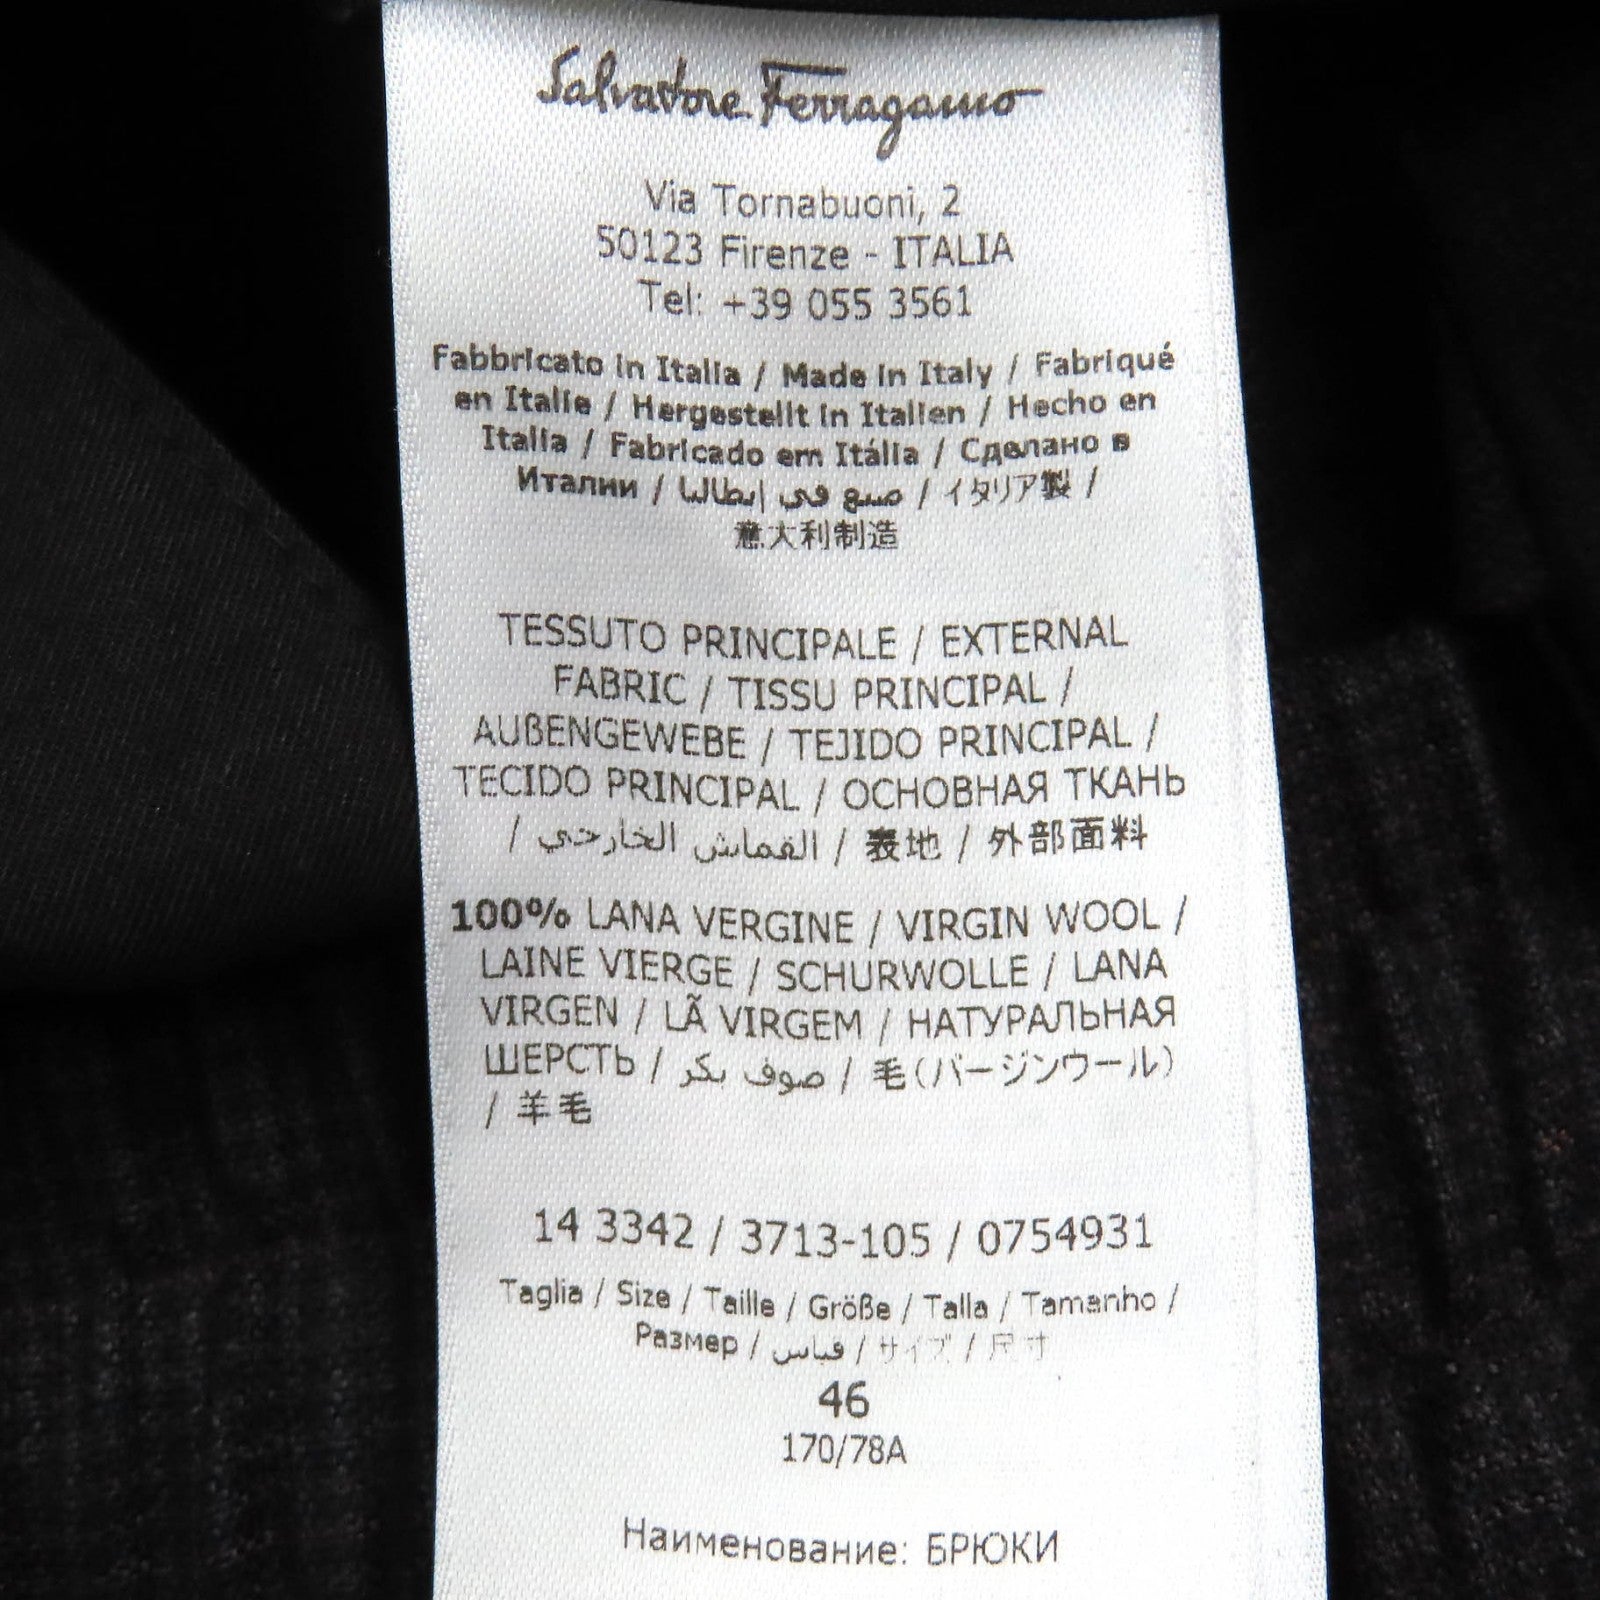 Salvatore Ferragamo
Via Tornabuoni, 2
50123 Firenze - ITALIA
Tel: +39 055 3561
Fabbricato in Italia / Made in Italy / Fabriqué
en Italie / Hergestellt in Italien / Hecho en
Italia / Fabricado em Itália / Сделано в
Италии / صنع في إيطاليا / イタリア製 /
意大利制造
TESSUTO PRINCIPALE / EXTERNAL
FABRIC / TISSU PRINCIPAL /
AUßENGEWEBE / TEJIDO PRINCIPAL /
TECIDO PRINCIPAL / ОСНОВНАЯ ТКАНЬ
/ القماش الخارجي / 表地 / 外部面料
100% LANA VERGINE / VIRGIN WOOL /
LAINE VIERGE / SCHURWOLLE / LANA
VIRGEN / LÃ VIRGEM / НАТУРАЛЬНАЯ
ШЕРСТЬ / صوف بكر / 毛(バージンウール)
/ 羊毛
14 3342 / 3713-105 / 0754931
Taglia / Size / Taille / Größe / Talla / Tamanho /
Размер / قياس / サイズ / 尺寸
46
170/78A
Наименование: БРЮКИ